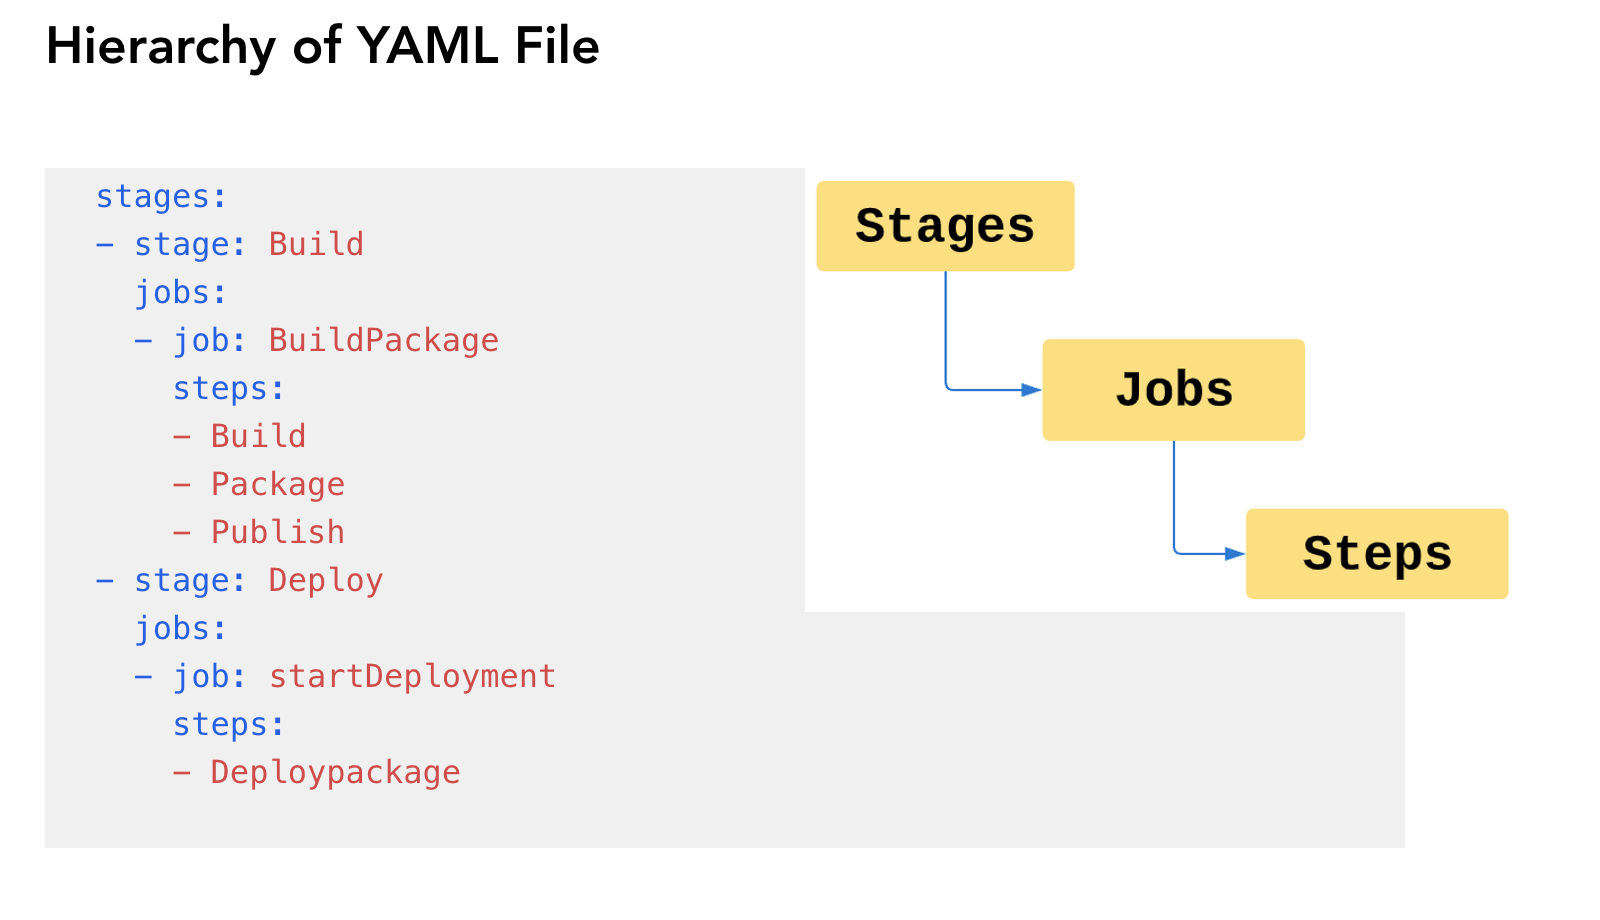 Hierarchy of YAML File
stages:
- stage: Build
  jobs:
  - job: BuildPackage
    steps:
    - Build
    - Package
    - Publish
- stage: Deploy
  jobs:
  - job: startDeployment
    steps:
    - Deploypackage
Stages
Jobs
Steps